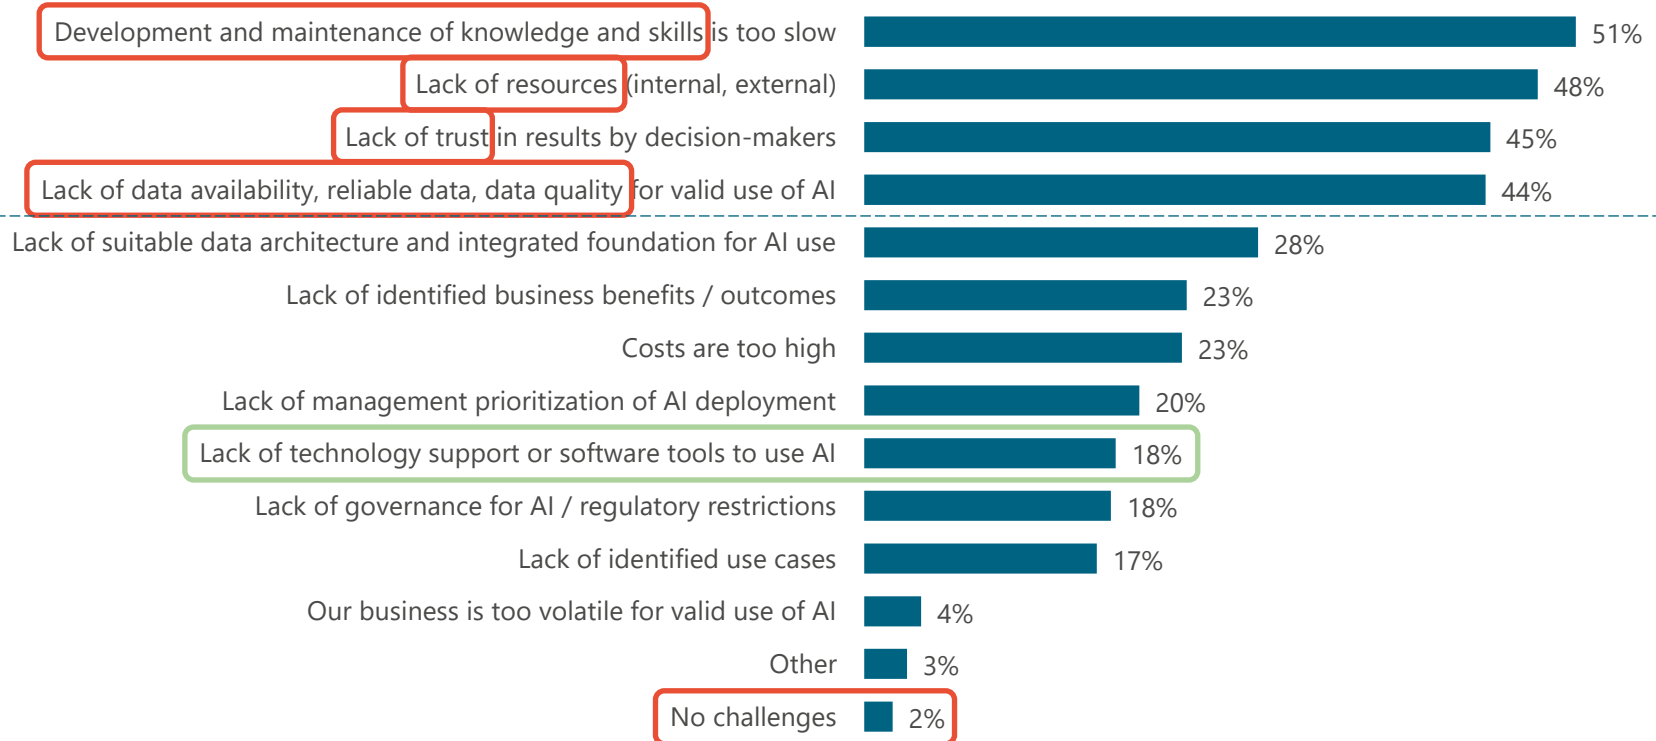 Development and maintenance of knowledge and skills is too slow 51%
Lack of resources (internal, external) 48%
Lack of trust in results by decision-makers 45%
Lack of data availability, reliable data, data quality for valid use of AI 44%
Lack of suitable data architecture and integrated foundation for AI use 28%
Lack of identified business benefits / outcomes 23%
Costs are too high 23%
Lack of management prioritization of AI deployment 20%
Lack of technology support or software tools to use AI 18%
Lack of governance for AI / regulatory restrictions 18%
Lack of identified use cases 17%
Our business is too volatile for valid use of AI 4%
Other 3%
No challenges 2%